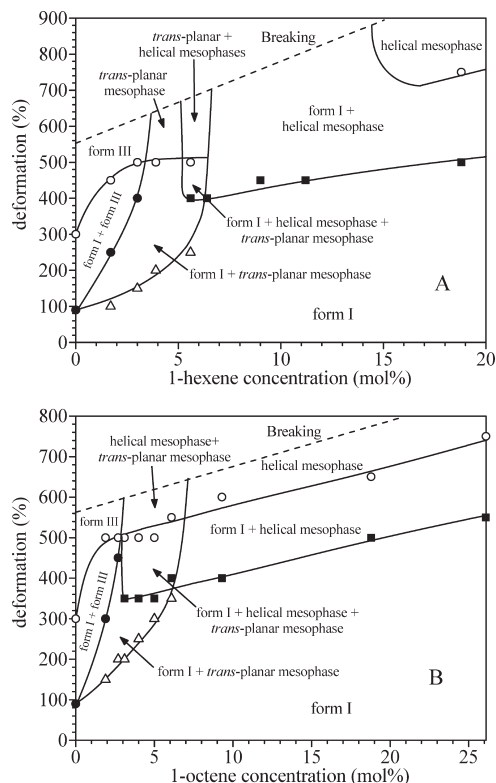 900
800
700
600
500
400
300
200
100
0
deformation (%)
trans-planar +
helical mesophases
trans-planar
mesophase
Breaking
helical mesophase
form III
form I +
helical mesophase
form I + form III
form I + helical mesophase +
trans-planar mesophase
form I + trans-planar mesophase
A
form I
0 5 10 15 20
1-hexene concentration (mol%)
800
700
600
500
400
300
200
100
0
deformation (%)
helical mesophase+
trans-planar mesophase
Breaking
helical mesophase
form III
form I + helical mesophase
form I + form III
form I + helical mesophase +
trans-planar mesophase
form I + trans-planar mesophase
B
form I
0 5 10 15 20 25
1-octene concentration (mol%)